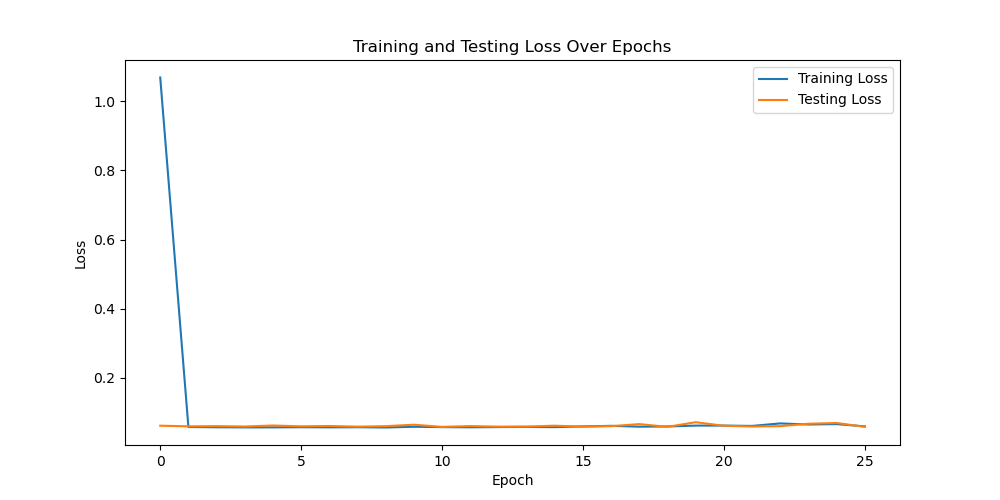 Training and Testing Loss Over Epochs
Training Loss
Testing Loss
1.0
0.8
0.6
0.4
0.2
Loss
0 5 10 15 20 25
Epoch